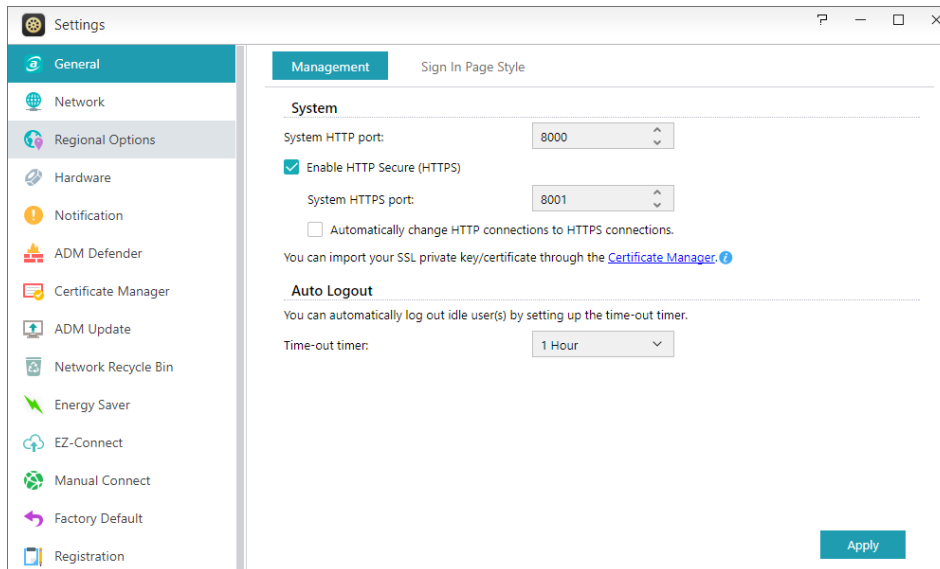 Settings
General
Network
Regional Options
Hardware
Notification
ADM Defender
Certificate Manager
ADM Update
Network Recycle Bin
Energy Saver
EZ-Connect
Manual Connect
Factory Default
Registration
Management
Sign In Page Style
System
System HTTP port: 8000
Enable HTTP Secure (HTTPS)
System HTTPS port: 8001
Automatically change HTTP connections to HTTPS connections.
You can import your SSL private key/certificate through the Certificate Manager.
Auto Logout
You can automatically log out idle user(s) by setting up the time-out timer.
Time-out timer: 1 Hour
Apply